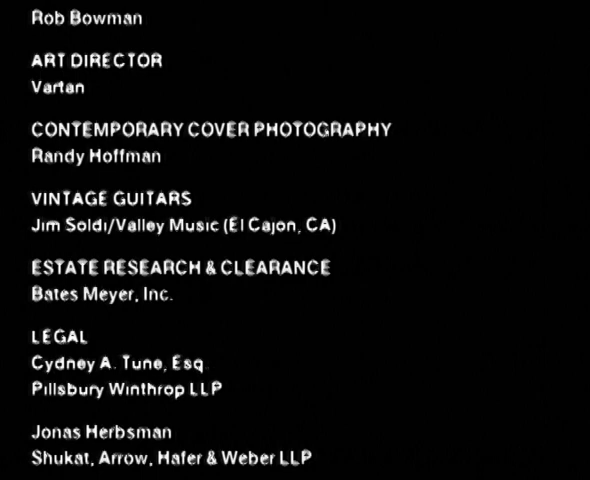 Rob Bowman
ART DIRECTOR
Vartan
CONTEMPORARY COVER PHOTOGRAPHY
Randy Hoffman
VINTAGE GUITARS
Jim Soldi/Valley Music (El Cajon, CA)
ESTATE RESEARCH & CLEARANCE
Bates Meyer, Inc.
LEGAL
Cydney A. Tune, Esq.
Pillsbury Winthrop LLP
Jonas Herbsman
Shukat, Arrow, Hafer & Weber LLP